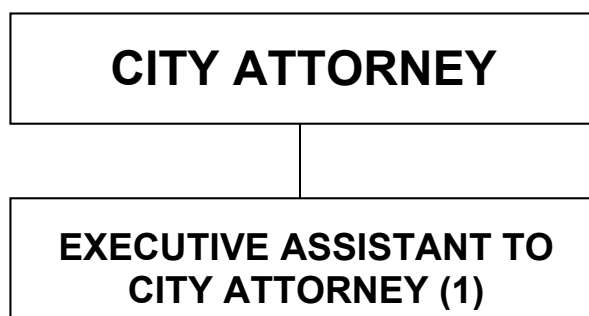 CITY ATTORNEY
EXECUTIVE ASSISTANT TO
CITY ATTORNEY (1)